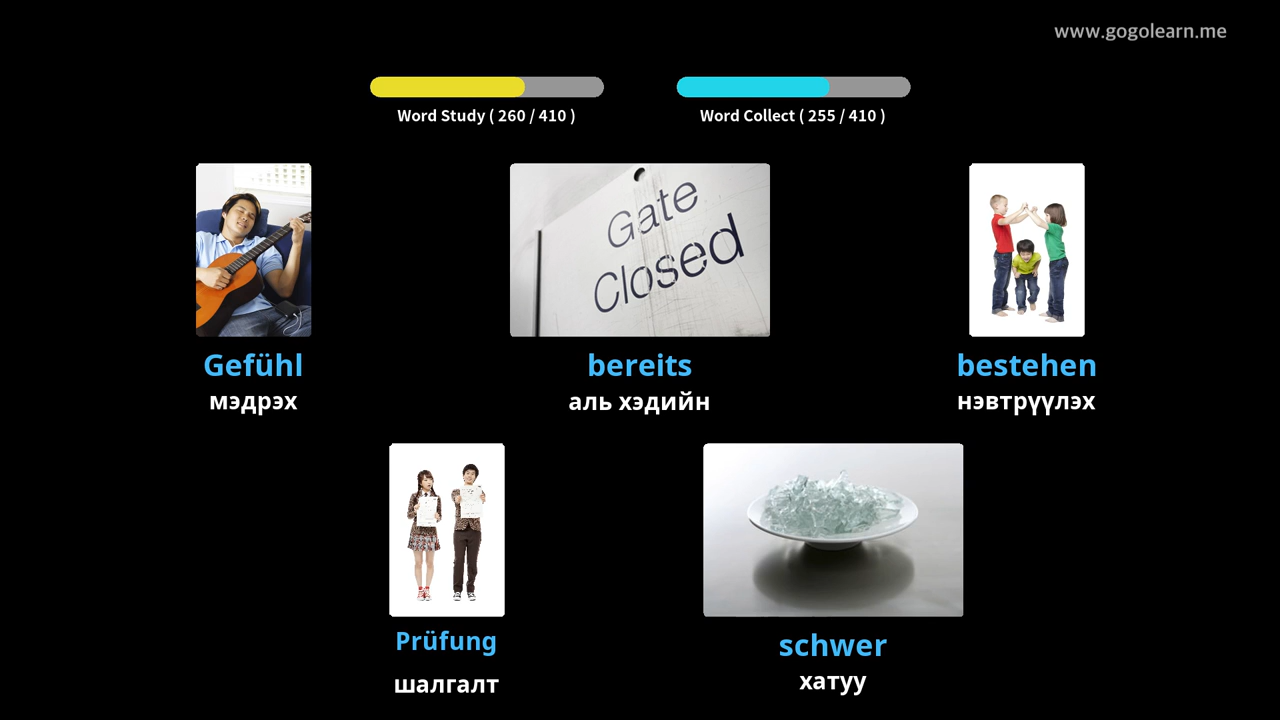 www.gogolearn.me
Word Study ( 260 / 410 )
Word Collect ( 255 / 410 )
Gate
Closed
Gefühl
мэдрэх
bereits
аль хэдийн
bestehen
нэвтрүүлэх
Prüfung
шалгалт
schwer
хатуу